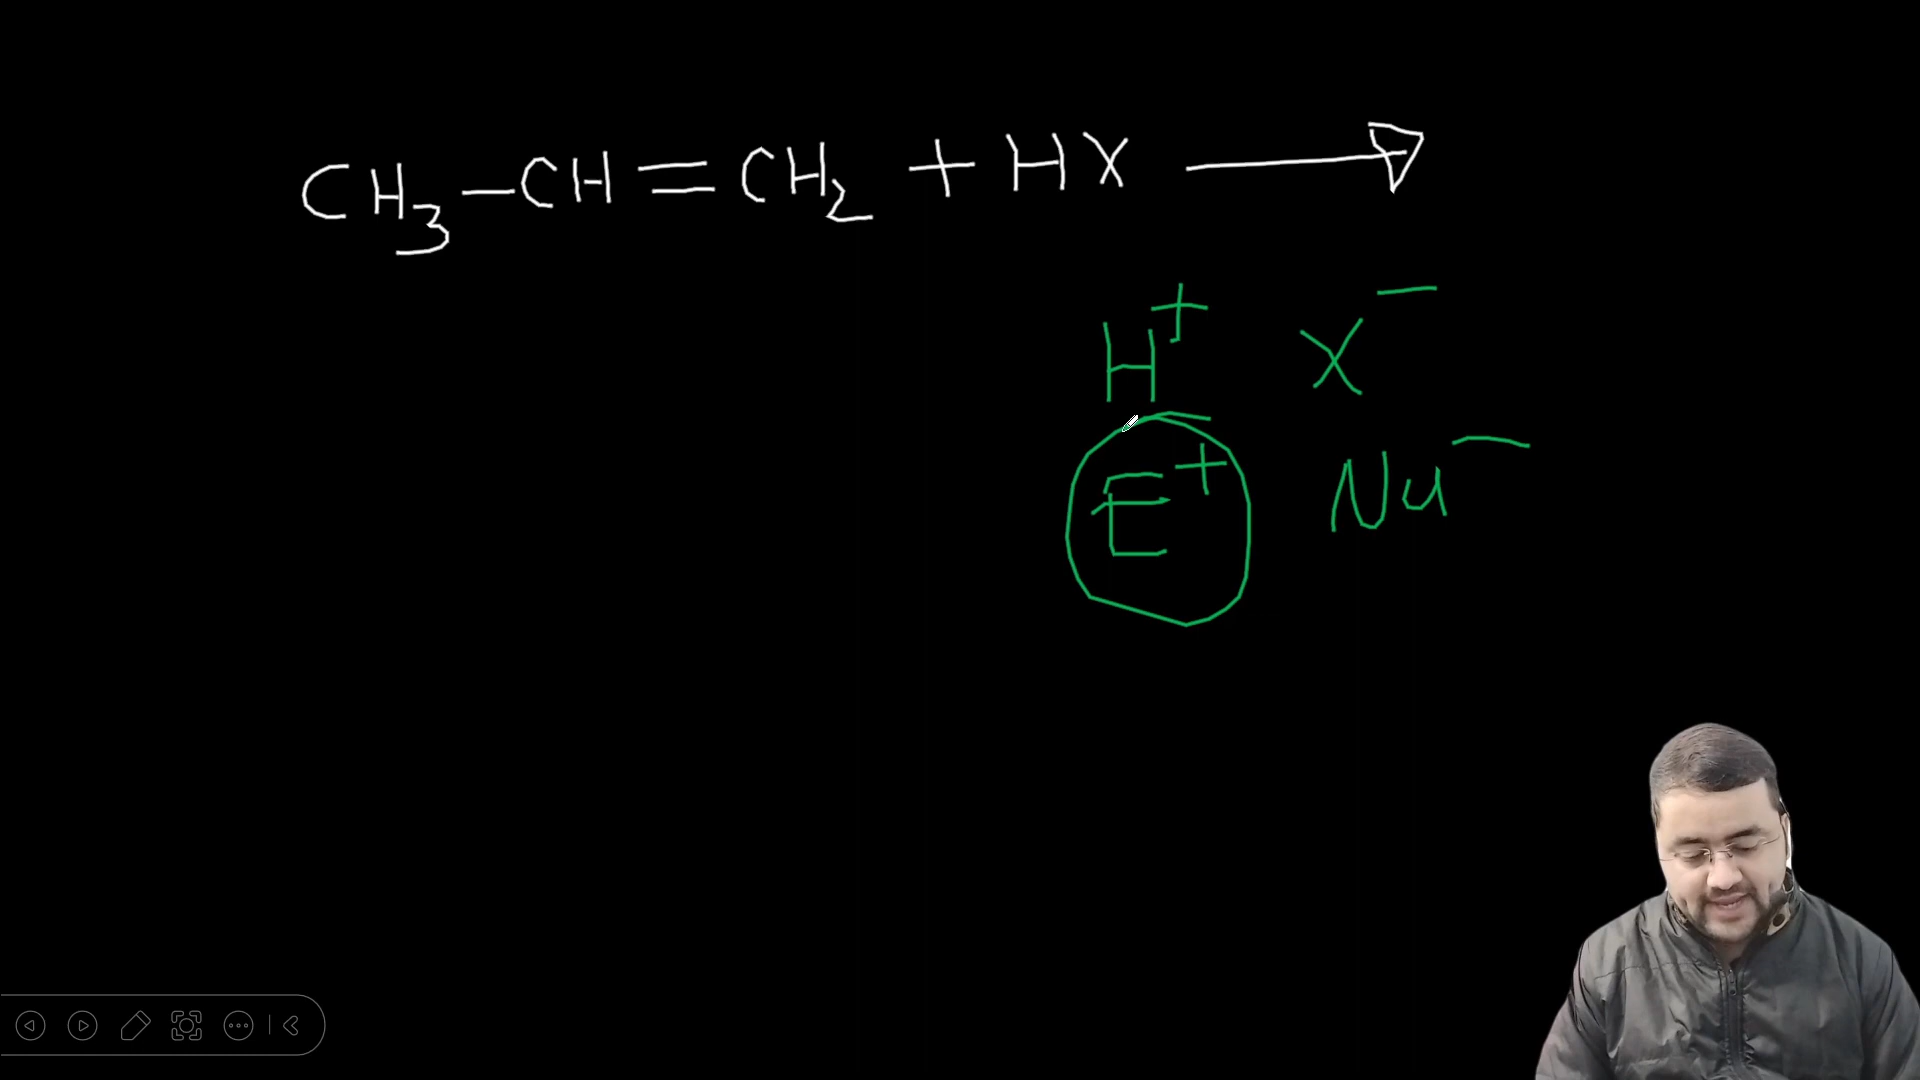 CH₃-CH=CH₂ + HX →
H⁺ X⁻
E⁺ Nu⁻